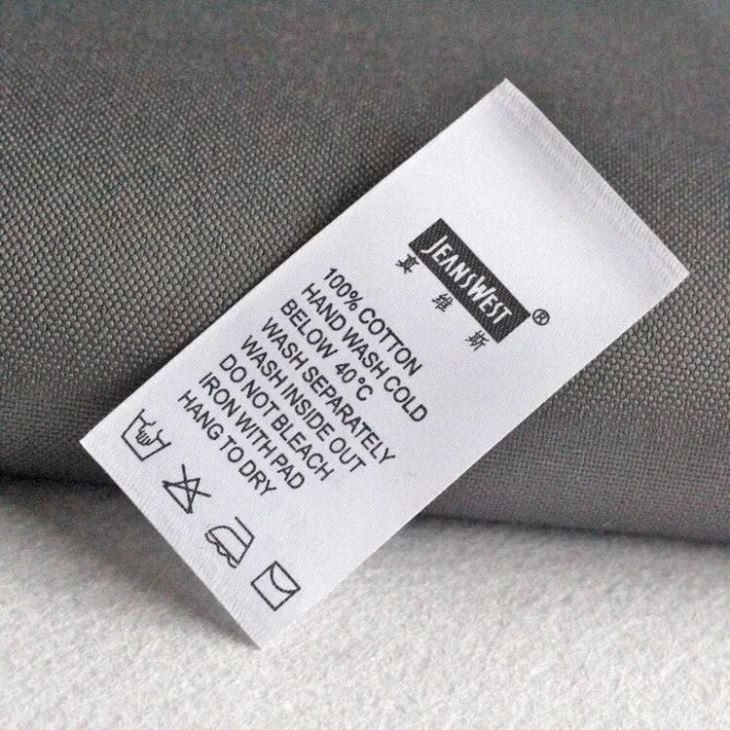 JEANSWEST®
真维斯
100% COTTON
HAND WASH COLD
BELOW 40°C
WASH SEPARATELY
WASH INSIDE OUT
DO NOT BLEACH
IRON WITH PAD
HANG TO DRY